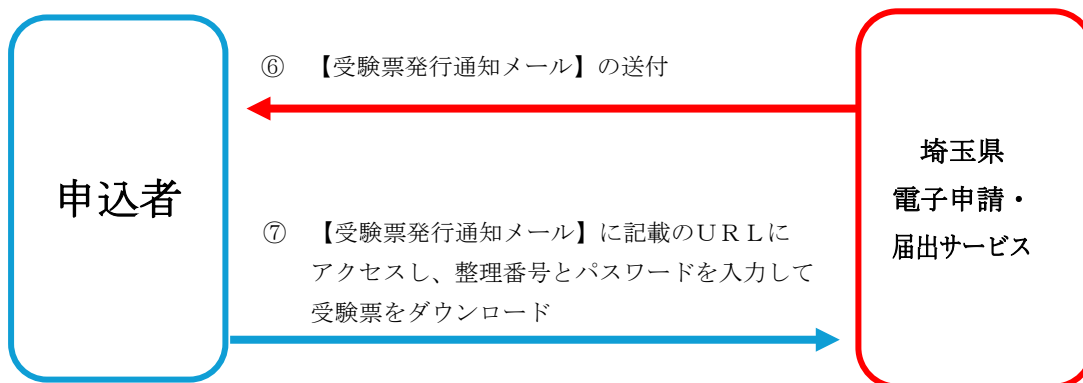 ⑥　【受験票発行通知メール】の送付
申込者
埼玉県
電子申請・
届出サービス
⑦　【受験票発行通知メール】に記載のＵＲＬに
アクセスし、整理番号とパスワードを入力して
受験票をダウンロード